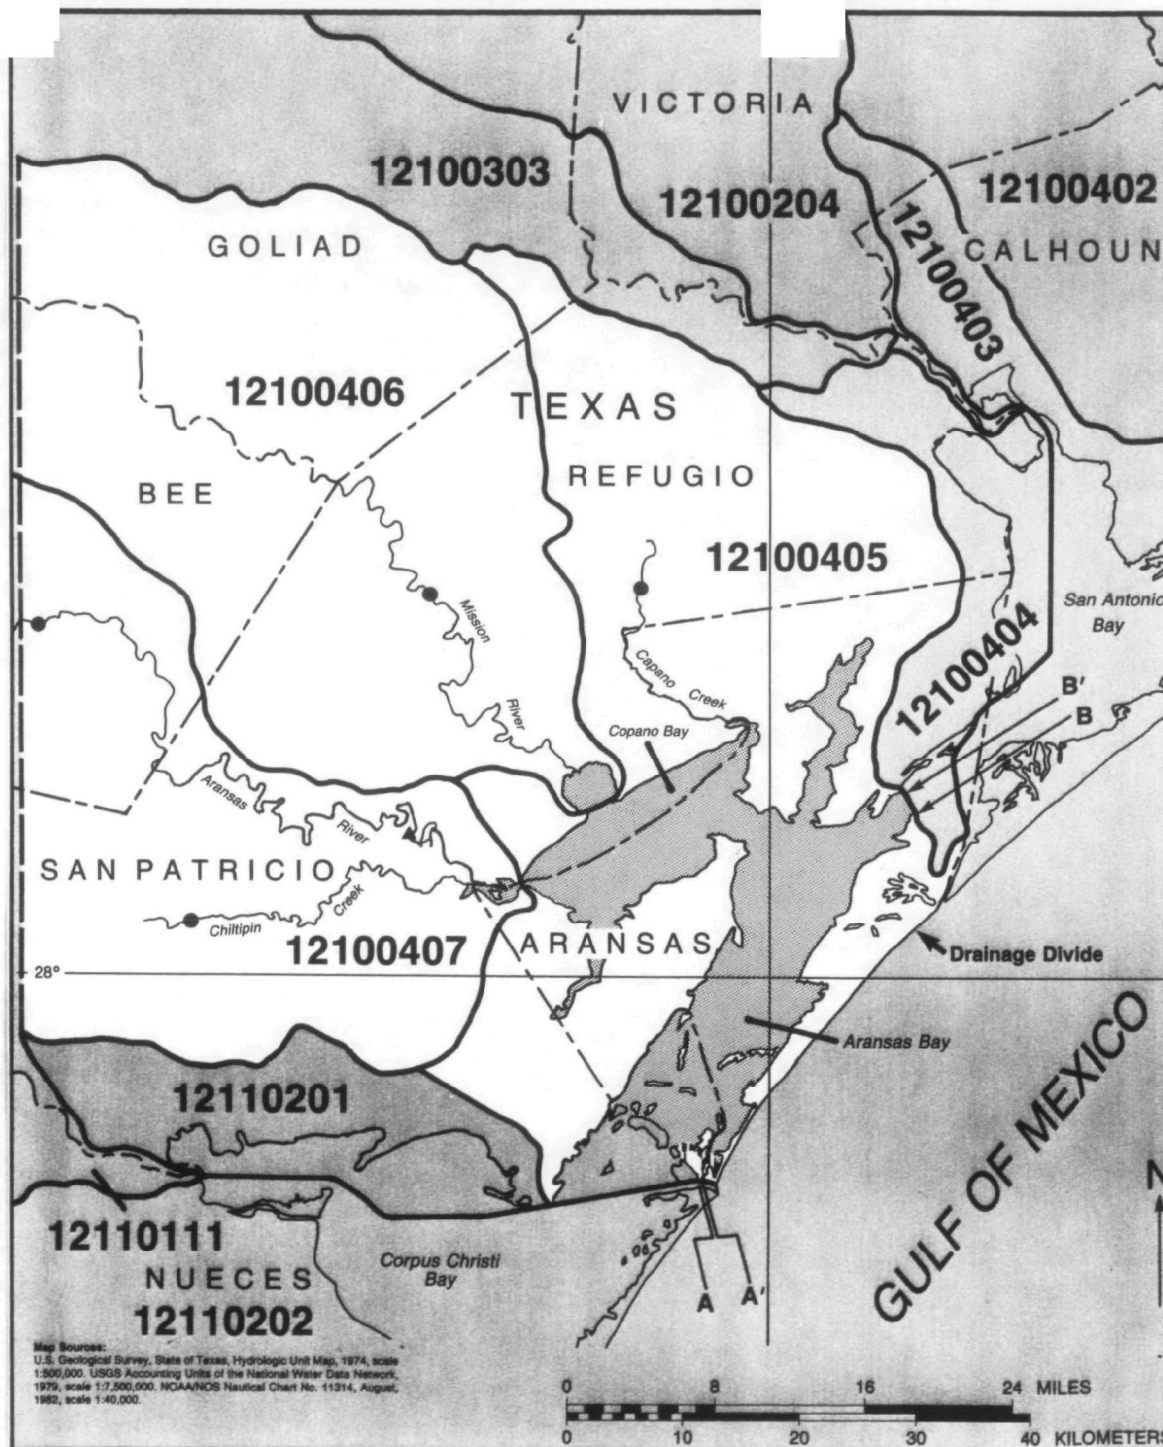 VICTORIA
12100303
12100204
12100402
12100403
CALHOUN
GOLIAD
12100406
TEXAS
REFUGIO
BEE
12100405
San Antonio
Bay
12100404
Mission
River
Capano Creek
Copano Bay
B'
B
Aransas
River
SAN PATRICIO
Chiltipin
Creek
12100407
ARANSAS
Drainage Divide
28°
Aransas Bay
GULF OF MEXICO
12110201
12110111
NUECES
12110202
Corpus Christi
Bay
A
A'
N
Map Sources:
U.S. Geological Survey, State of Texas, Hydrologic Unit Map, 1974, scale
1:500,000. USGS Accounting Units of the National Water Data Network,
1979, scale 1:7,500,000. NOAA/NOS Nautical Chart No. 11314, August,
1982, scale 1:40,000.
0 8 16 24 MILES
0 10 20 30 40 KILOMETERS